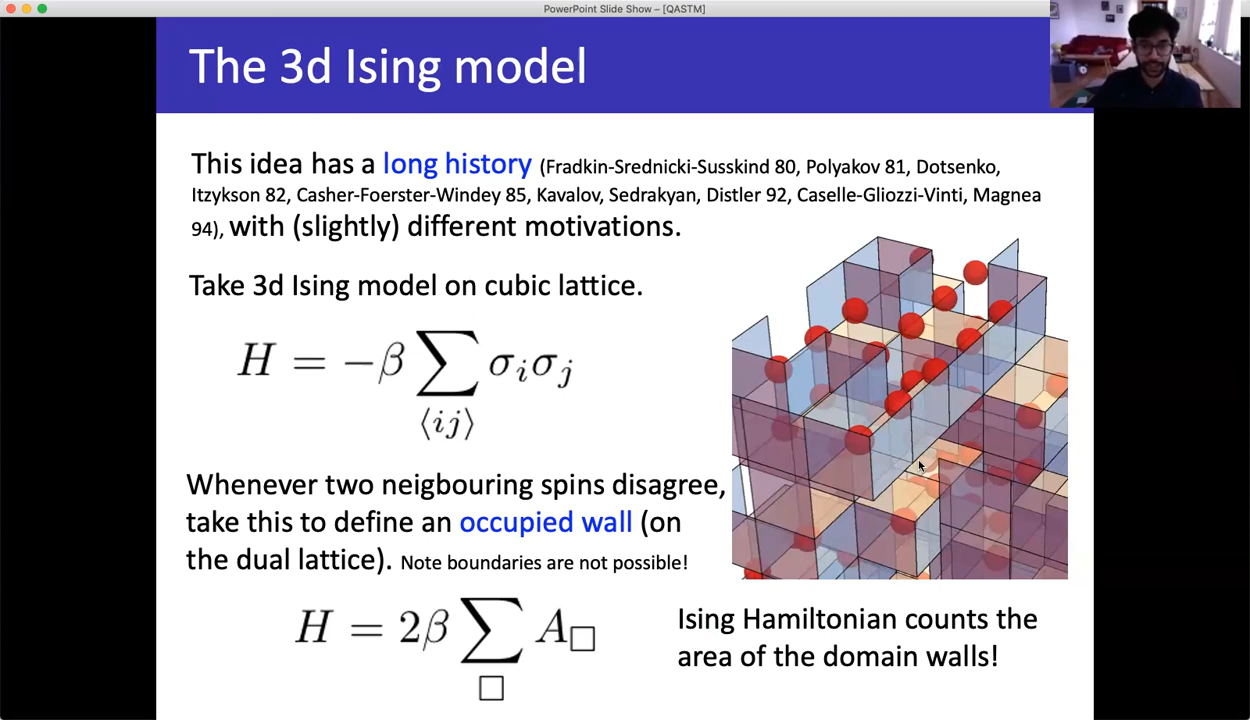 PowerPoint Slide Show – [QASTM]
The 3d Ising model
This idea has a long history (Fradkin-Srednicki-Susskind 80, Polyakov 81, Dotsenko,
Itzykson 82, Casher-Foerster-Windey 85, Kavalov, Sedrakyan, Distler 92, Caselle-Gliozzi-Vinti, Magnea
94), with (slightly) different motivations.
Take 3d Ising model on cubic lattice.
H = −β ∑ σᵢσⱼ
⟨ij⟩
Whenever two neigbouring spins disagree,
take this to define an occupied wall (on
the dual lattice). Note boundaries are not possible!
H = 2β ∑ A□
□
Ising Hamiltonian counts the
area of the domain walls!